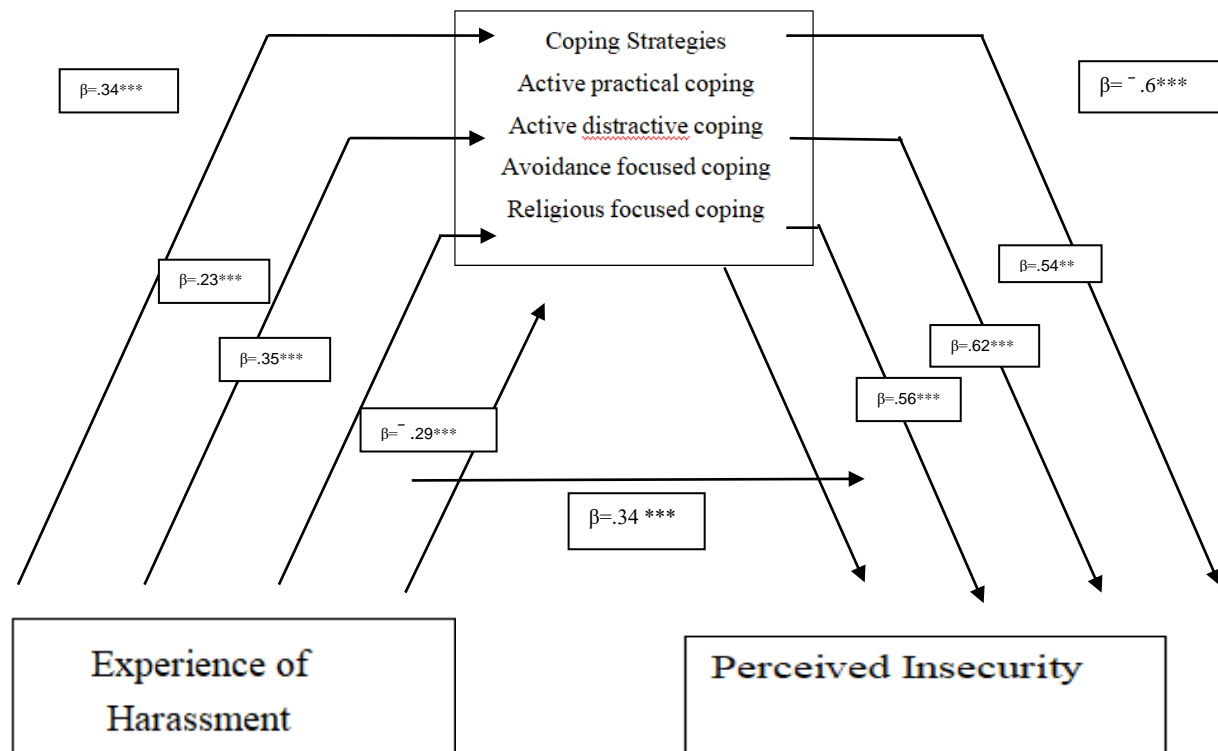 Coping Strategies
Active practical coping
Active distractive coping
Avoidance focused coping
Religious focused coping
β=.34***
β= ‾ .6***
β=.23***
β=.54**
β=.35***
β=.62***
β=.56***
β=‾ .29***
β=.34 ***
Experience of
Harassment
Perceived Insecurity